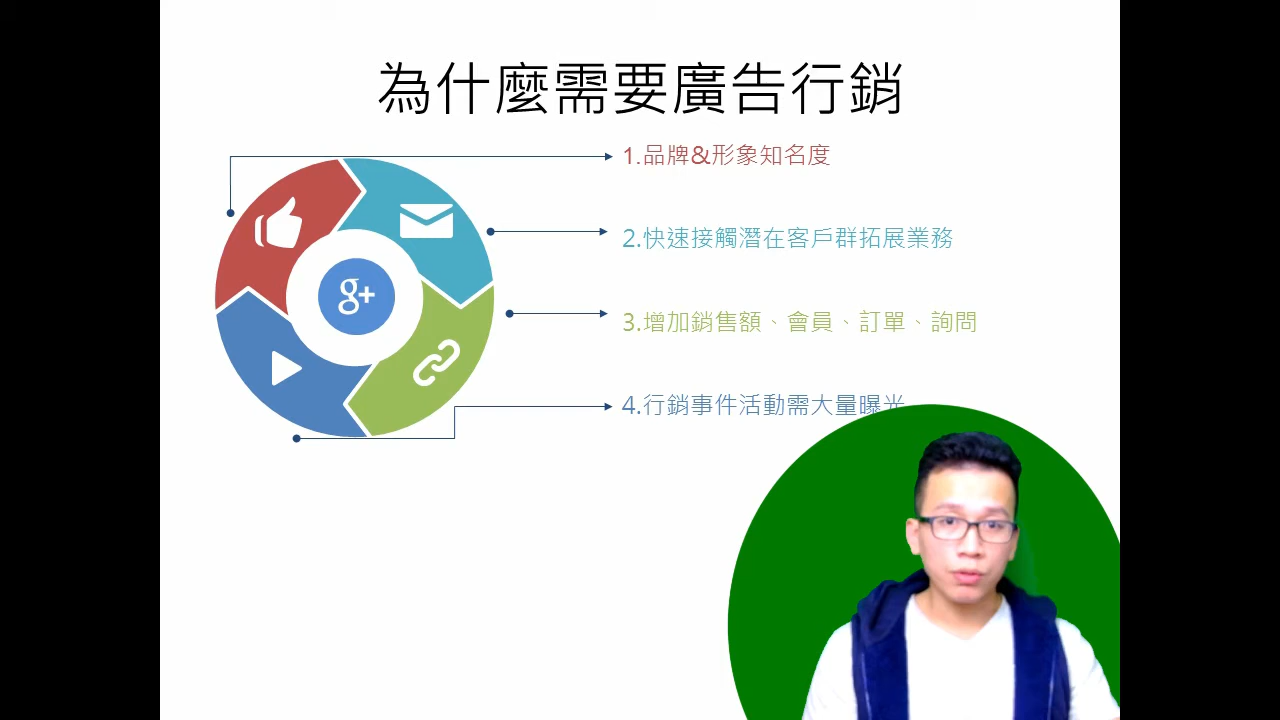 為什麼需要廣告行銷
1.品牌&形象知名度
2.快速接觸潛在客戶群拓展業務
3.增加銷售額、會員、訂單、詢問
4.行銷事件活動需大量曝光
g+